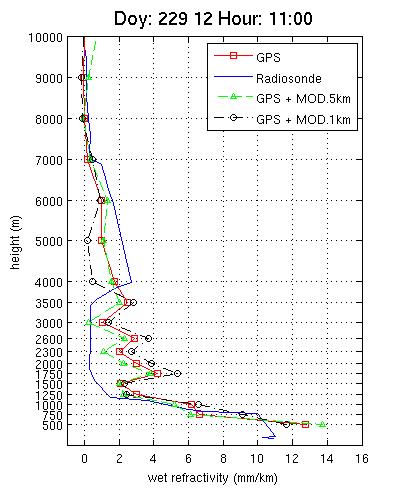 Doy: 229 12 Hour: 11:00
GPS
Radiosonde
GPS + MOD.5km
GPS + MOD.1km
height (m)
10000
9000
8000
7000
6000
5000
4000
3500
3000
2600
2300
2000
1750
1500
1250
1000
750
500
0 2 4 6 8 10 12 14 16
wet refractivity (mm/km)